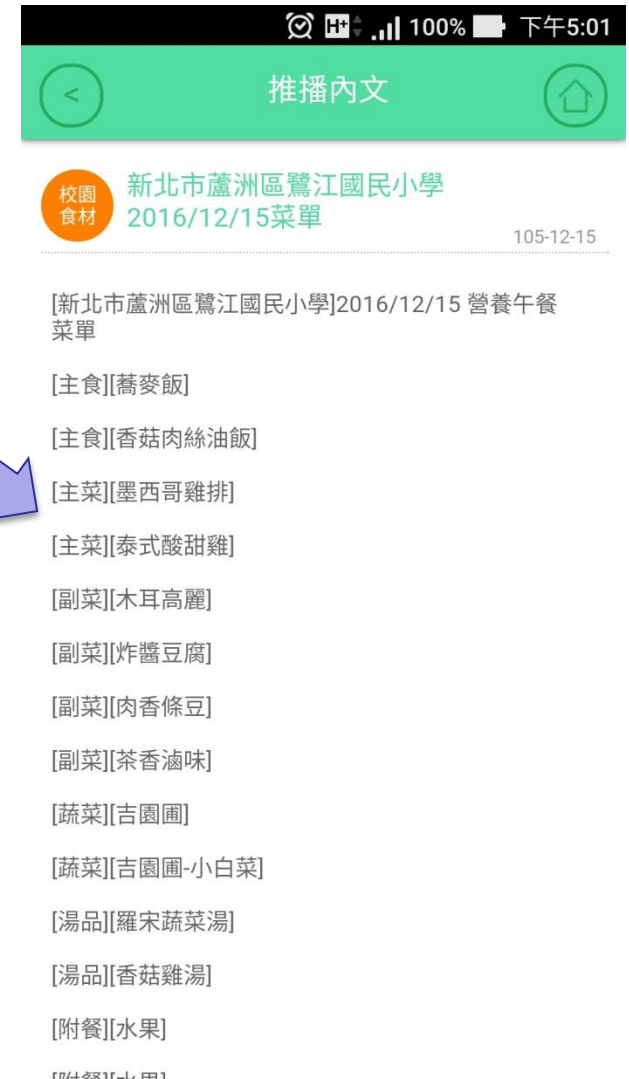 H+ 100% 下午5:01
< 推播內文
校園
食材
新北市蘆洲區鷺江國民小學
2016/12/15菜單
105-12-15
[新北市蘆洲區鷺江國民小學]2016/12/15 營養午餐
菜單
[主食][蕎麥飯]
[主食][香菇肉絲油飯]
[主菜][墨西哥雞排]
[主菜][泰式酸甜雞]
[副菜][木耳高麗]
[副菜][炸醬豆腐]
[副菜][肉香條豆]
[副菜][茶香滷味]
[蔬菜][吉園圃]
[蔬菜][吉園圃-小白菜]
[湯品][羅宋蔬菜湯]
[湯品][香菇雞湯]
[附餐][水果]
[附餐][水果]